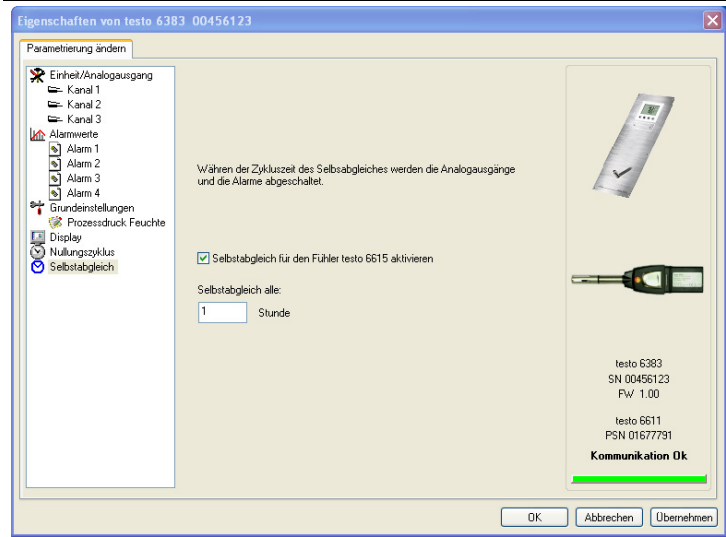 Eigenschaften von testo 6383 00456123
Parametrierung ändern
Einheit/Analogausgang
Kanal 1
Kanal 2
Kanal 3
Alarmwerte
Alarm 1
Alarm 2
Alarm 3
Alarm 4
Grundeinstellungen
Prozessdruck Feuchte
Display
Nullungszyklus
Selbstabgleich
Währen der Zykluszeit des Selbsabgleiches werden die Analogausgänge
und die Alarme abgeschaltet.
Selbstabgleich für den Fühler testo 6615 aktivieren
Selbstabgleich alle:
1 Stunde
testo 6383
SN 00456123
FW 1.00
testo 6611
PSN 01677791
Kommunikation Ok
OK
Abbrechen
Übernehmen